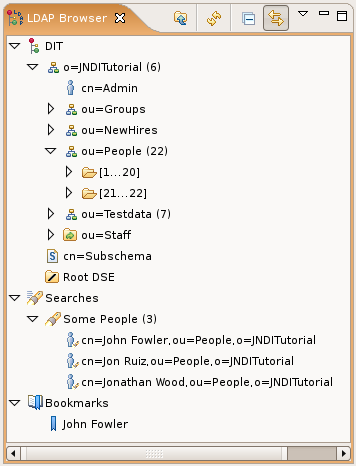 LDAP Browser
DIT
o=JNDITutorial (6)
cn=Admin
ou=Groups
ou=NewHires
ou=People (22)
[1...20]
[21...22]
ou=Testdata (7)
ou=Staff
cn=Subschema
Root DSE
Searches
Some People (3)
cn=John Fowler,ou=People,o=JNDITutorial
cn=Jon Ruiz,ou=People,o=JNDITutorial
cn=Jonathan Wood,ou=People,o=JNDITutorial
Bookmarks
John Fowler